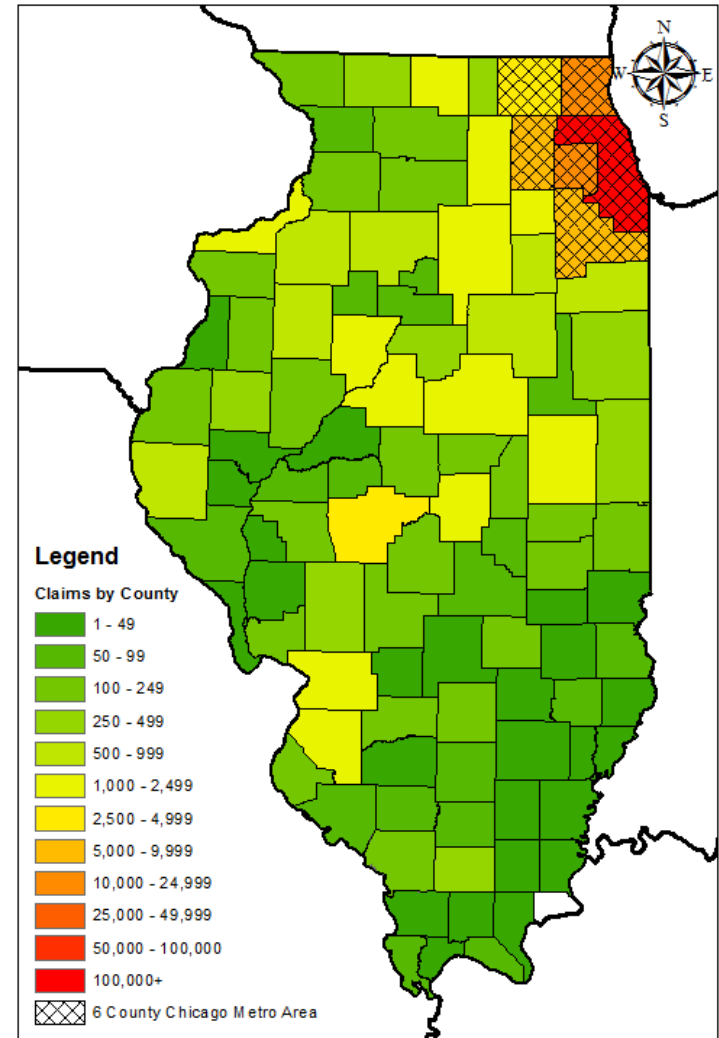 N
W
E
S
Legend
Claims by County
1 - 49
50 - 99
100 - 249
250 - 499
500 - 999
1,000 - 2,499
2,500 - 4,999
5,000 - 9,999
10,000 - 24,999
25,000 - 49,999
50,000 - 100,000
100,000+
6 County Chicago Metro Area